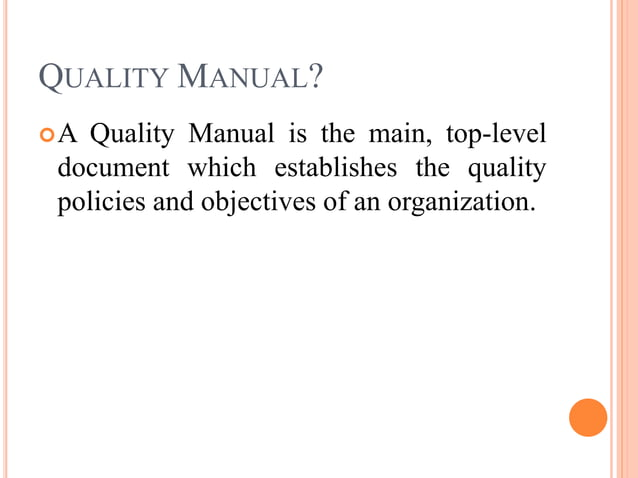 QUALITY MANUAL?
A Quality Manual is the main, top-level
document which establishes the quality
policies and objectives of an organization.